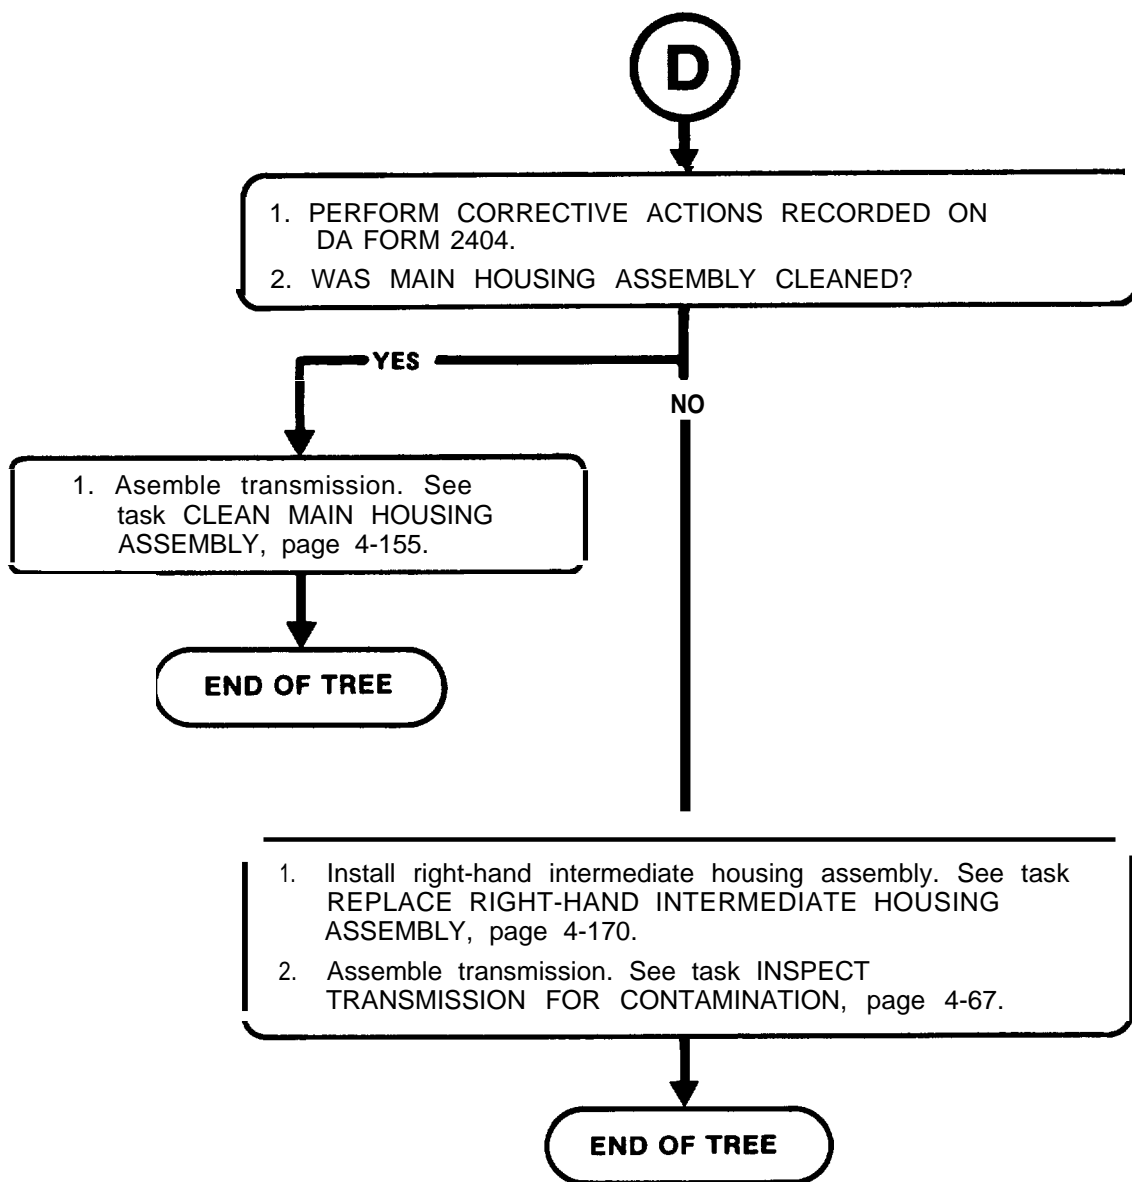 D
1. PERFORM CORRECTIVE ACTIONS RECORDED ON
DA FORM 2404.
2. WAS MAIN HOUSING ASSEMBLY CLEANED?
YES
NO
1. Asemble transmission. See
task CLEAN MAIN HOUSING
ASSEMBLY, page 4-155.
END OF TREE
1. Install right-hand intermediate housing assembly. See task
REPLACE RIGHT-HAND INTERMEDIATE HOUSING
ASSEMBLY, page 4-170.
2. Assemble transmission. See task INSPECT
TRANSMISSION FOR CONTAMINATION, page 4-67.
END OF TREE